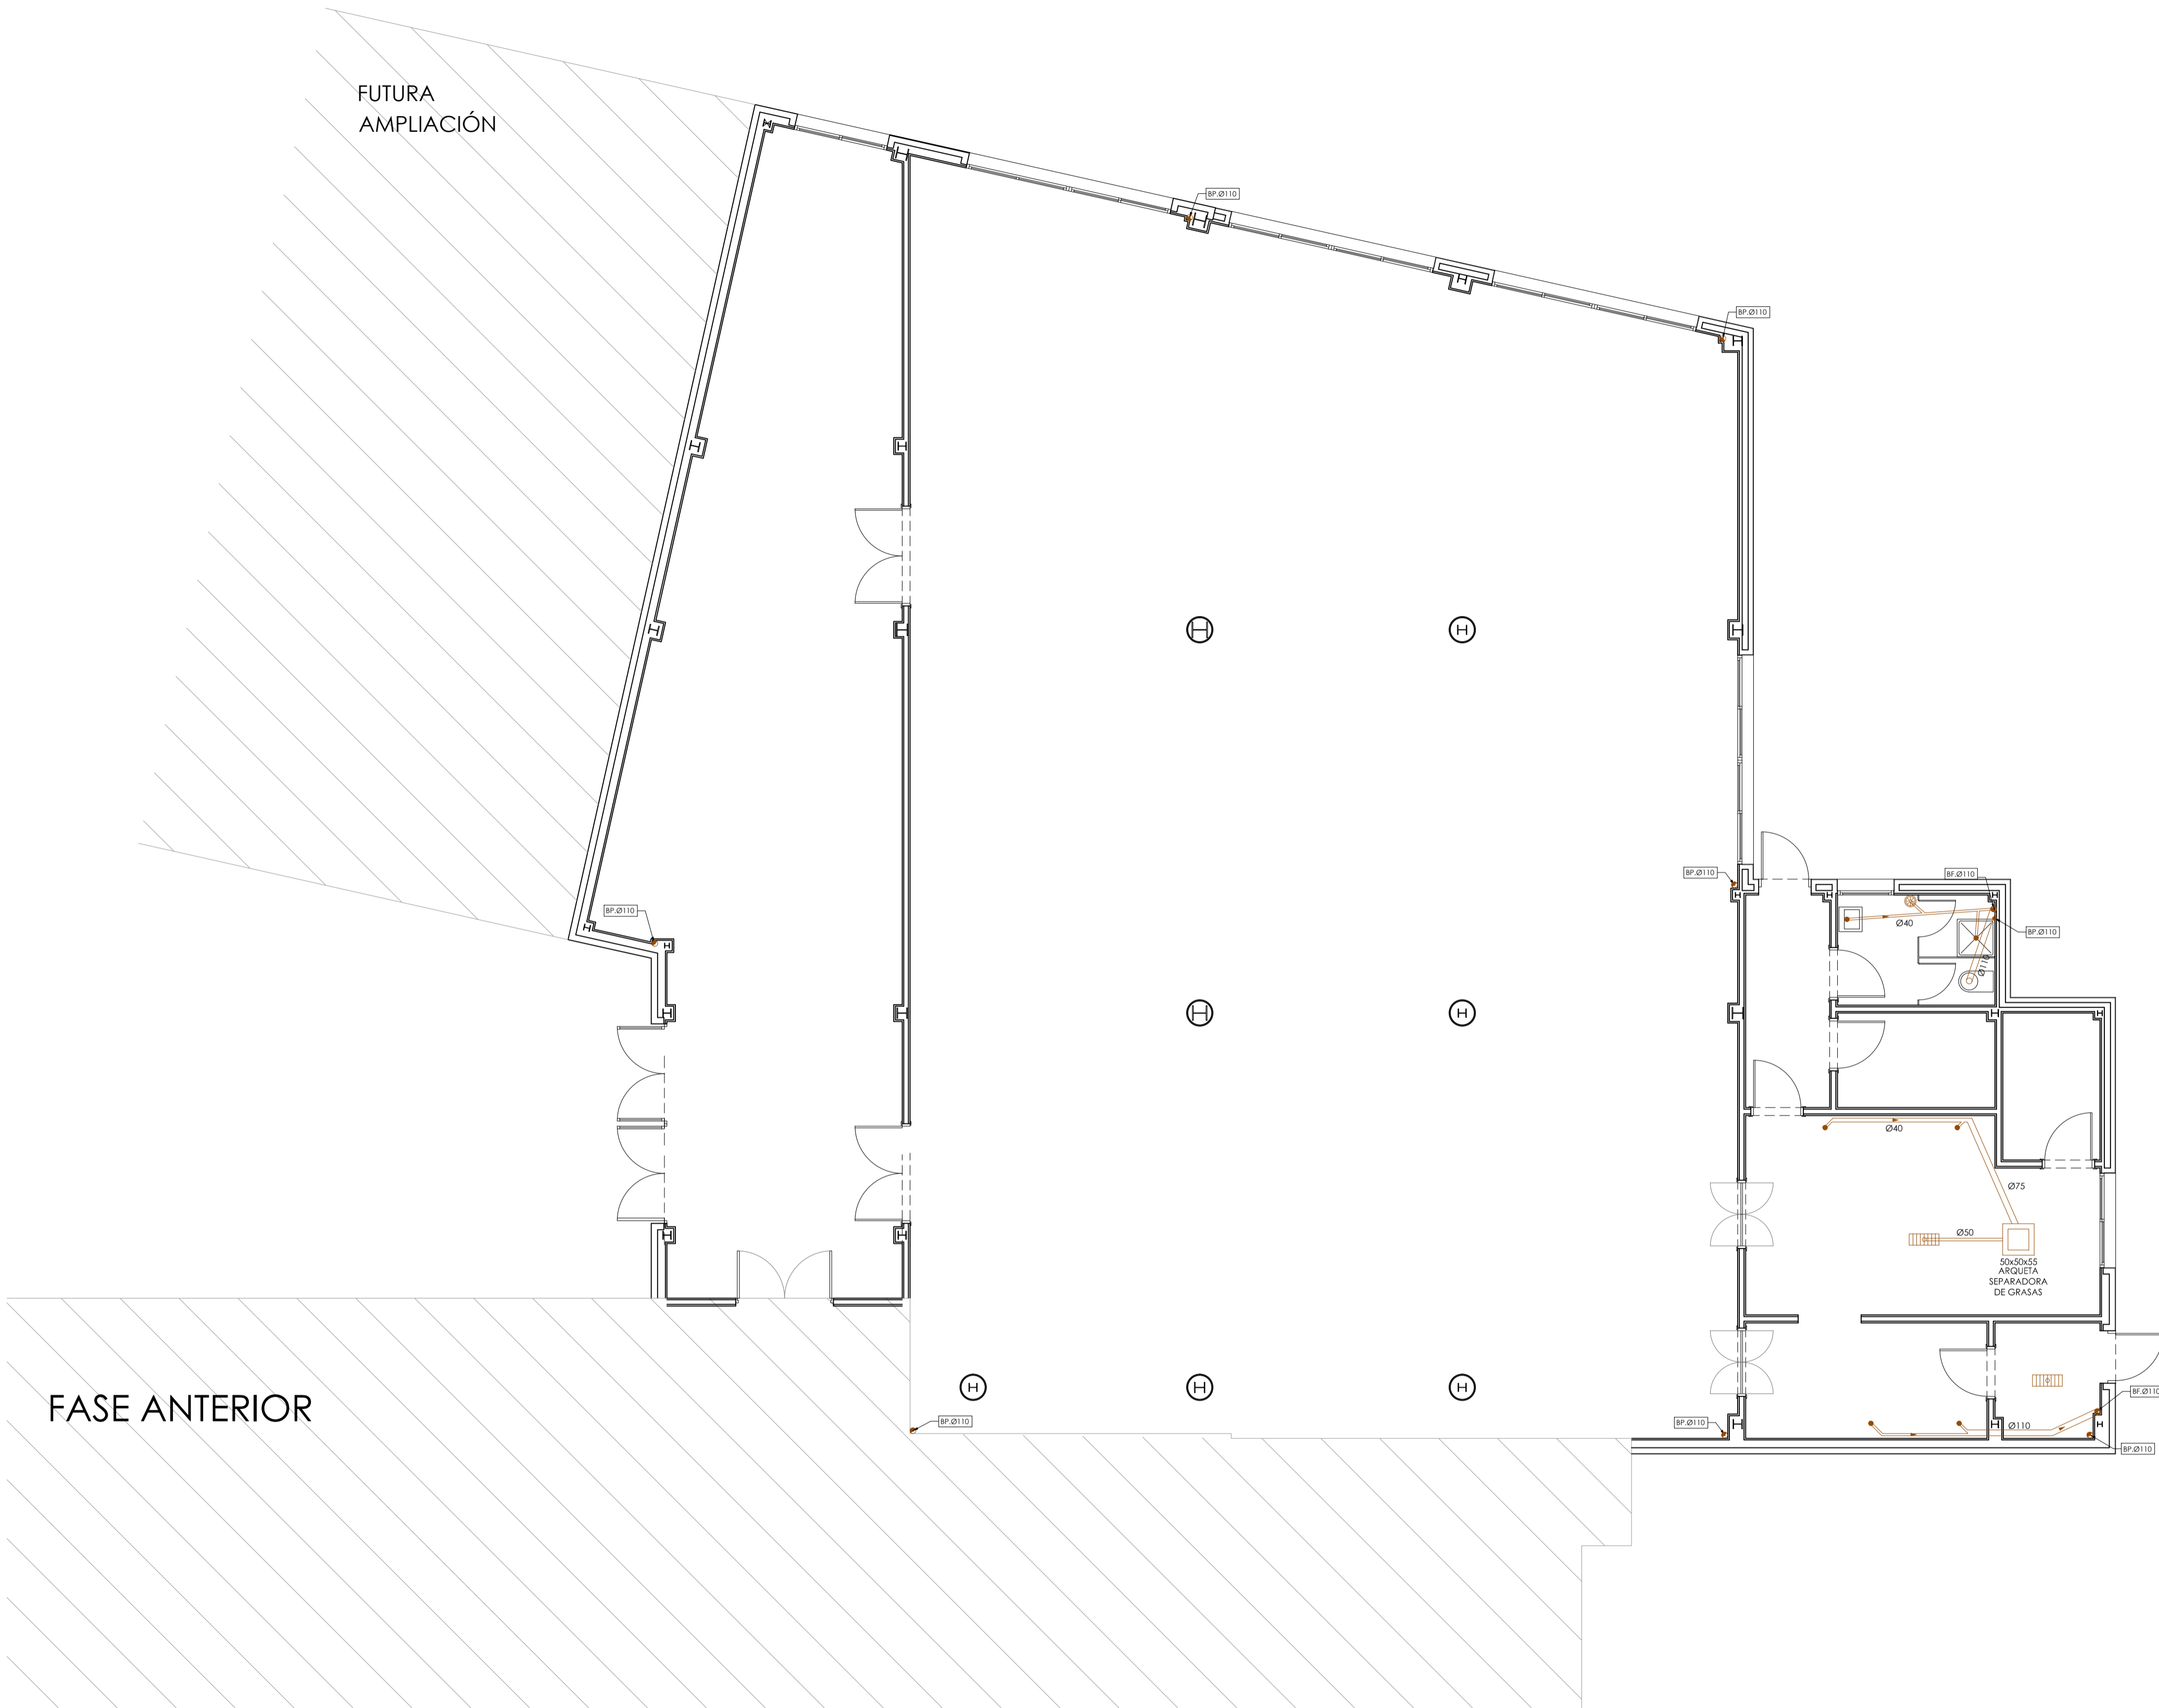 FUTURA
AMPLIACIÓN
BP.Ø110
BP.Ø110
BP.Ø110
BF.Ø110
BP.Ø110
Ø40
BP.Ø110
Ø110
Ø40
Ø75
Ø50
50x50x55
ARQUETA
SEPARADORA
DE GRASAS
FASE ANTERIOR
BP.Ø110
BP.Ø110
Ø110
BF.Ø110
BP.Ø110